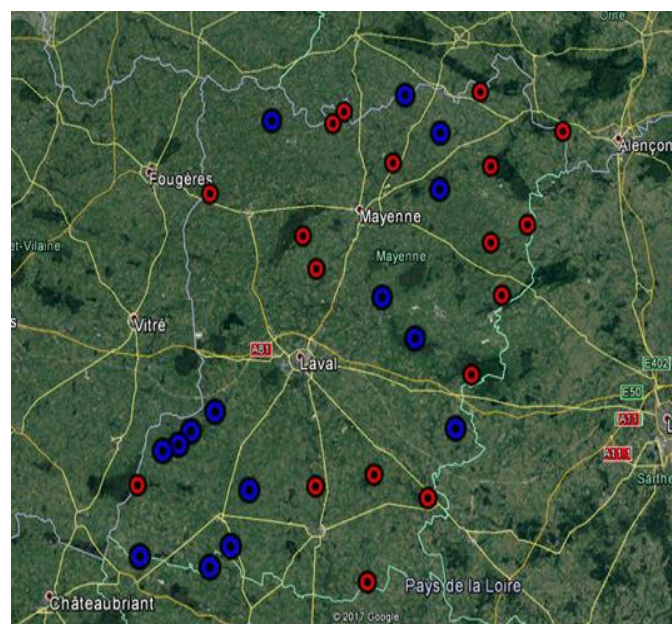 Orne
Alençon
Fougères
Mayenne
et-Vilaine
Mayenne
Vitré
A81
Laval
E402
E50
A11
A11
Sarthe
Pays de la Loire
Châteaubriant
© 2017 Google